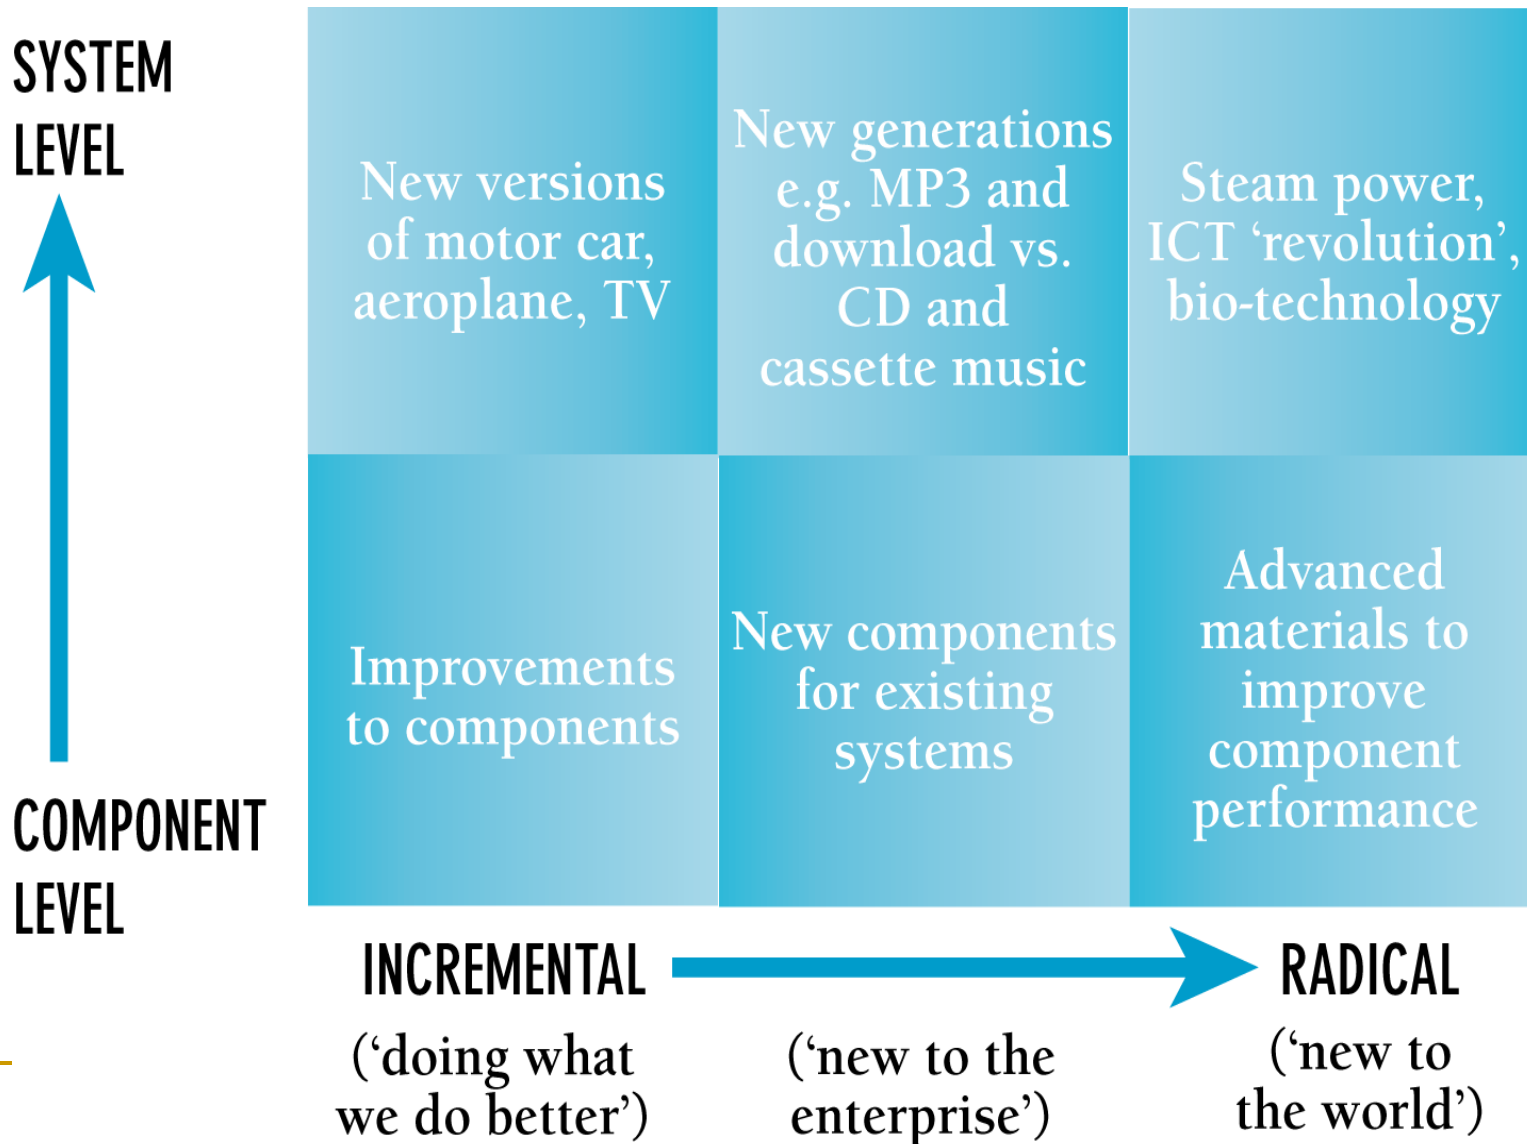 SYSTEM
LEVEL
New versions
of motor car,
aeroplane, TV
New generations
e.g. MP3 and
download vs.
CD and
cassette music
Steam power,
ICT ‘revolution’,
bio-technology
COMPONENT
LEVEL
Improvements
to components
New components
for existing
systems
Advanced
materials to
improve
component
performance
INCREMENTAL
RADICAL
(‘doing what
we do better’)
(‘new to the
enterprise’)
(‘new to
the world’)